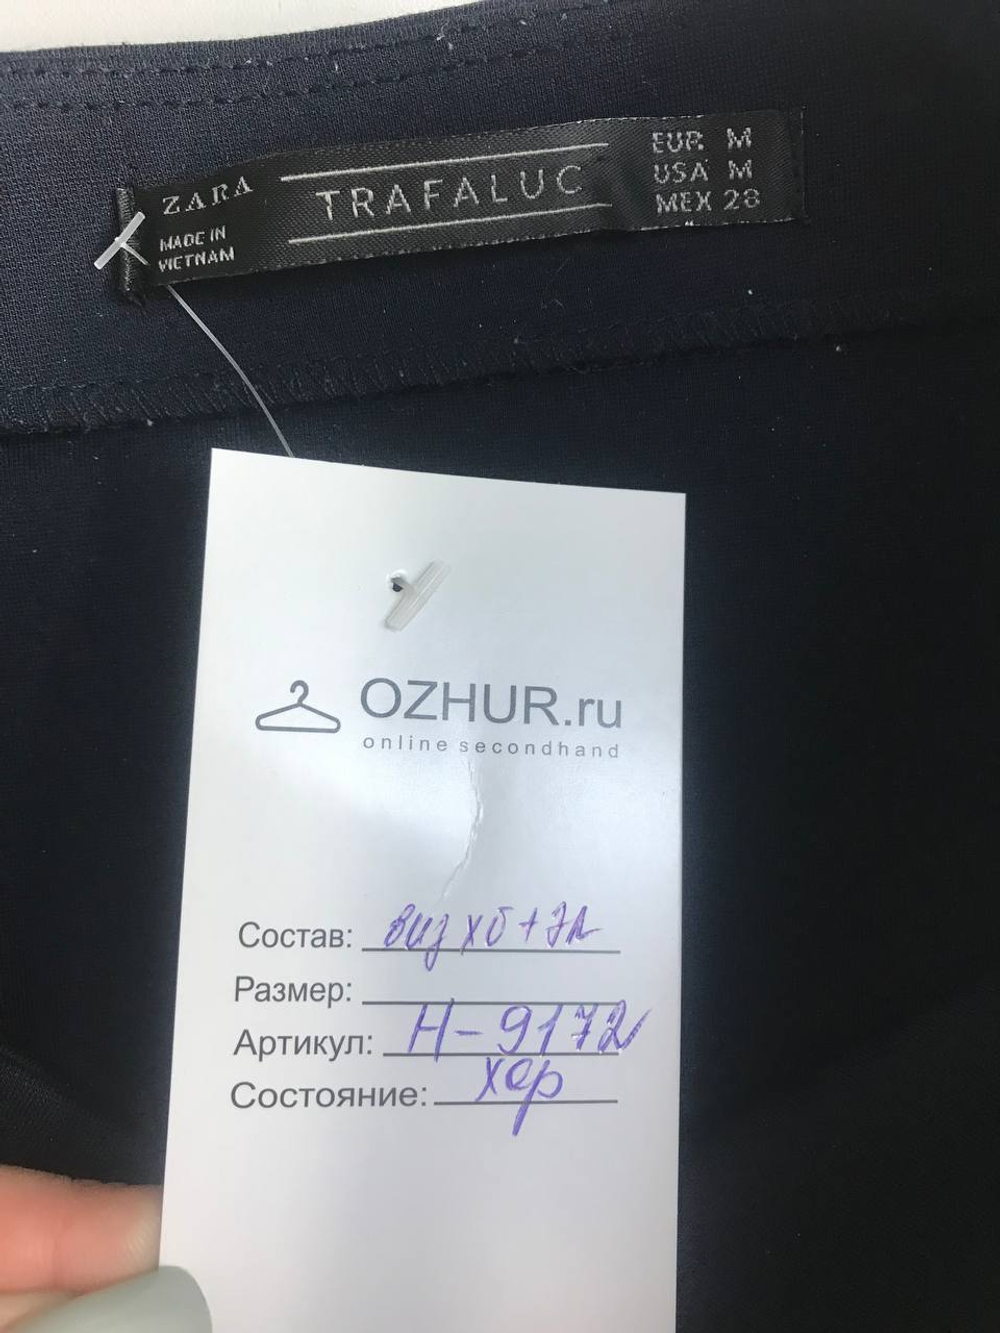 ZARA
MADE IN
VIETNAM
TRAFALUC
EUR M
USA M
MEX 28
OZHUR.ru
online secondhand
Состав: виз хб + эл
Размер:
Артикул: Н-9172
Состояние: хор